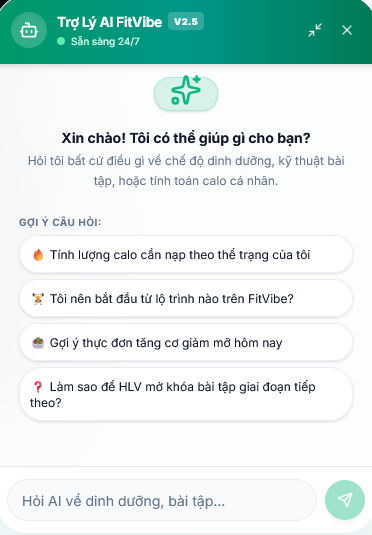 Trợ Lý AI FitVibe V2.5
Sẵn sàng 24/7
Xin chào! Tôi có thể giúp gì cho bạn?
Hỏi tôi bất cứ điều gì về chế độ dinh dưỡng, kỹ thuật bài
tập, hoặc tính toán calo cá nhân.
GỢI Ý CÂU HỎI:
🔥 Tính lượng calo cần nạp theo thể trạng của tôi
🏋️ Tôi nên bắt đầu từ lộ trình nào trên FitVibe?
🥗 Gợi ý thực đơn tăng cơ giảm mỡ hôm nay
❓ Làm sao để HLV mở khóa bài tập giai đoạn tiếp
theo?
Hỏi AI về dinh dưỡng, bài tập...